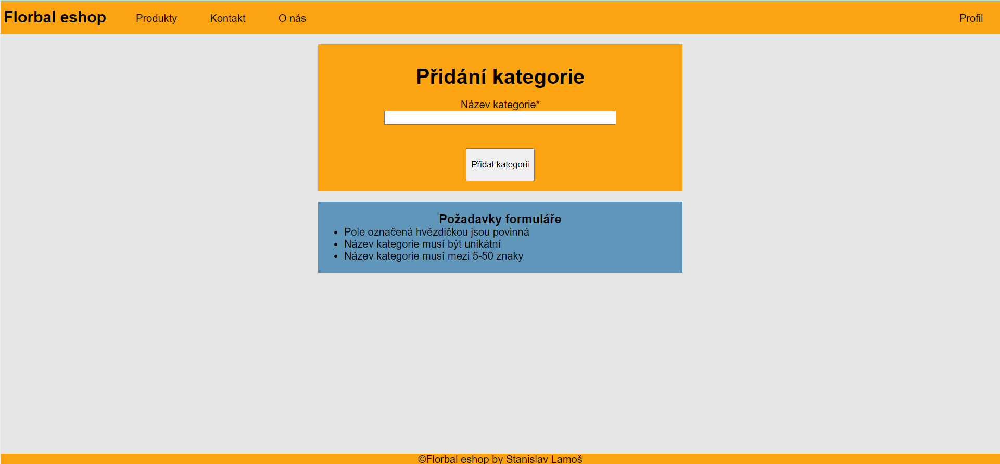 Florbal eshop Produkty Kontakt O nás Profil
Přidání kategorie
Název kategorie*
Přidat kategorii
Požadavky formuláře
• Pole označená hvězdičkou jsou povinná
• Název kategorie musí být unikátní
• Název kategorie musí mezi 5-50 znaky
©Florbal eshop by Stanislav Lamoš